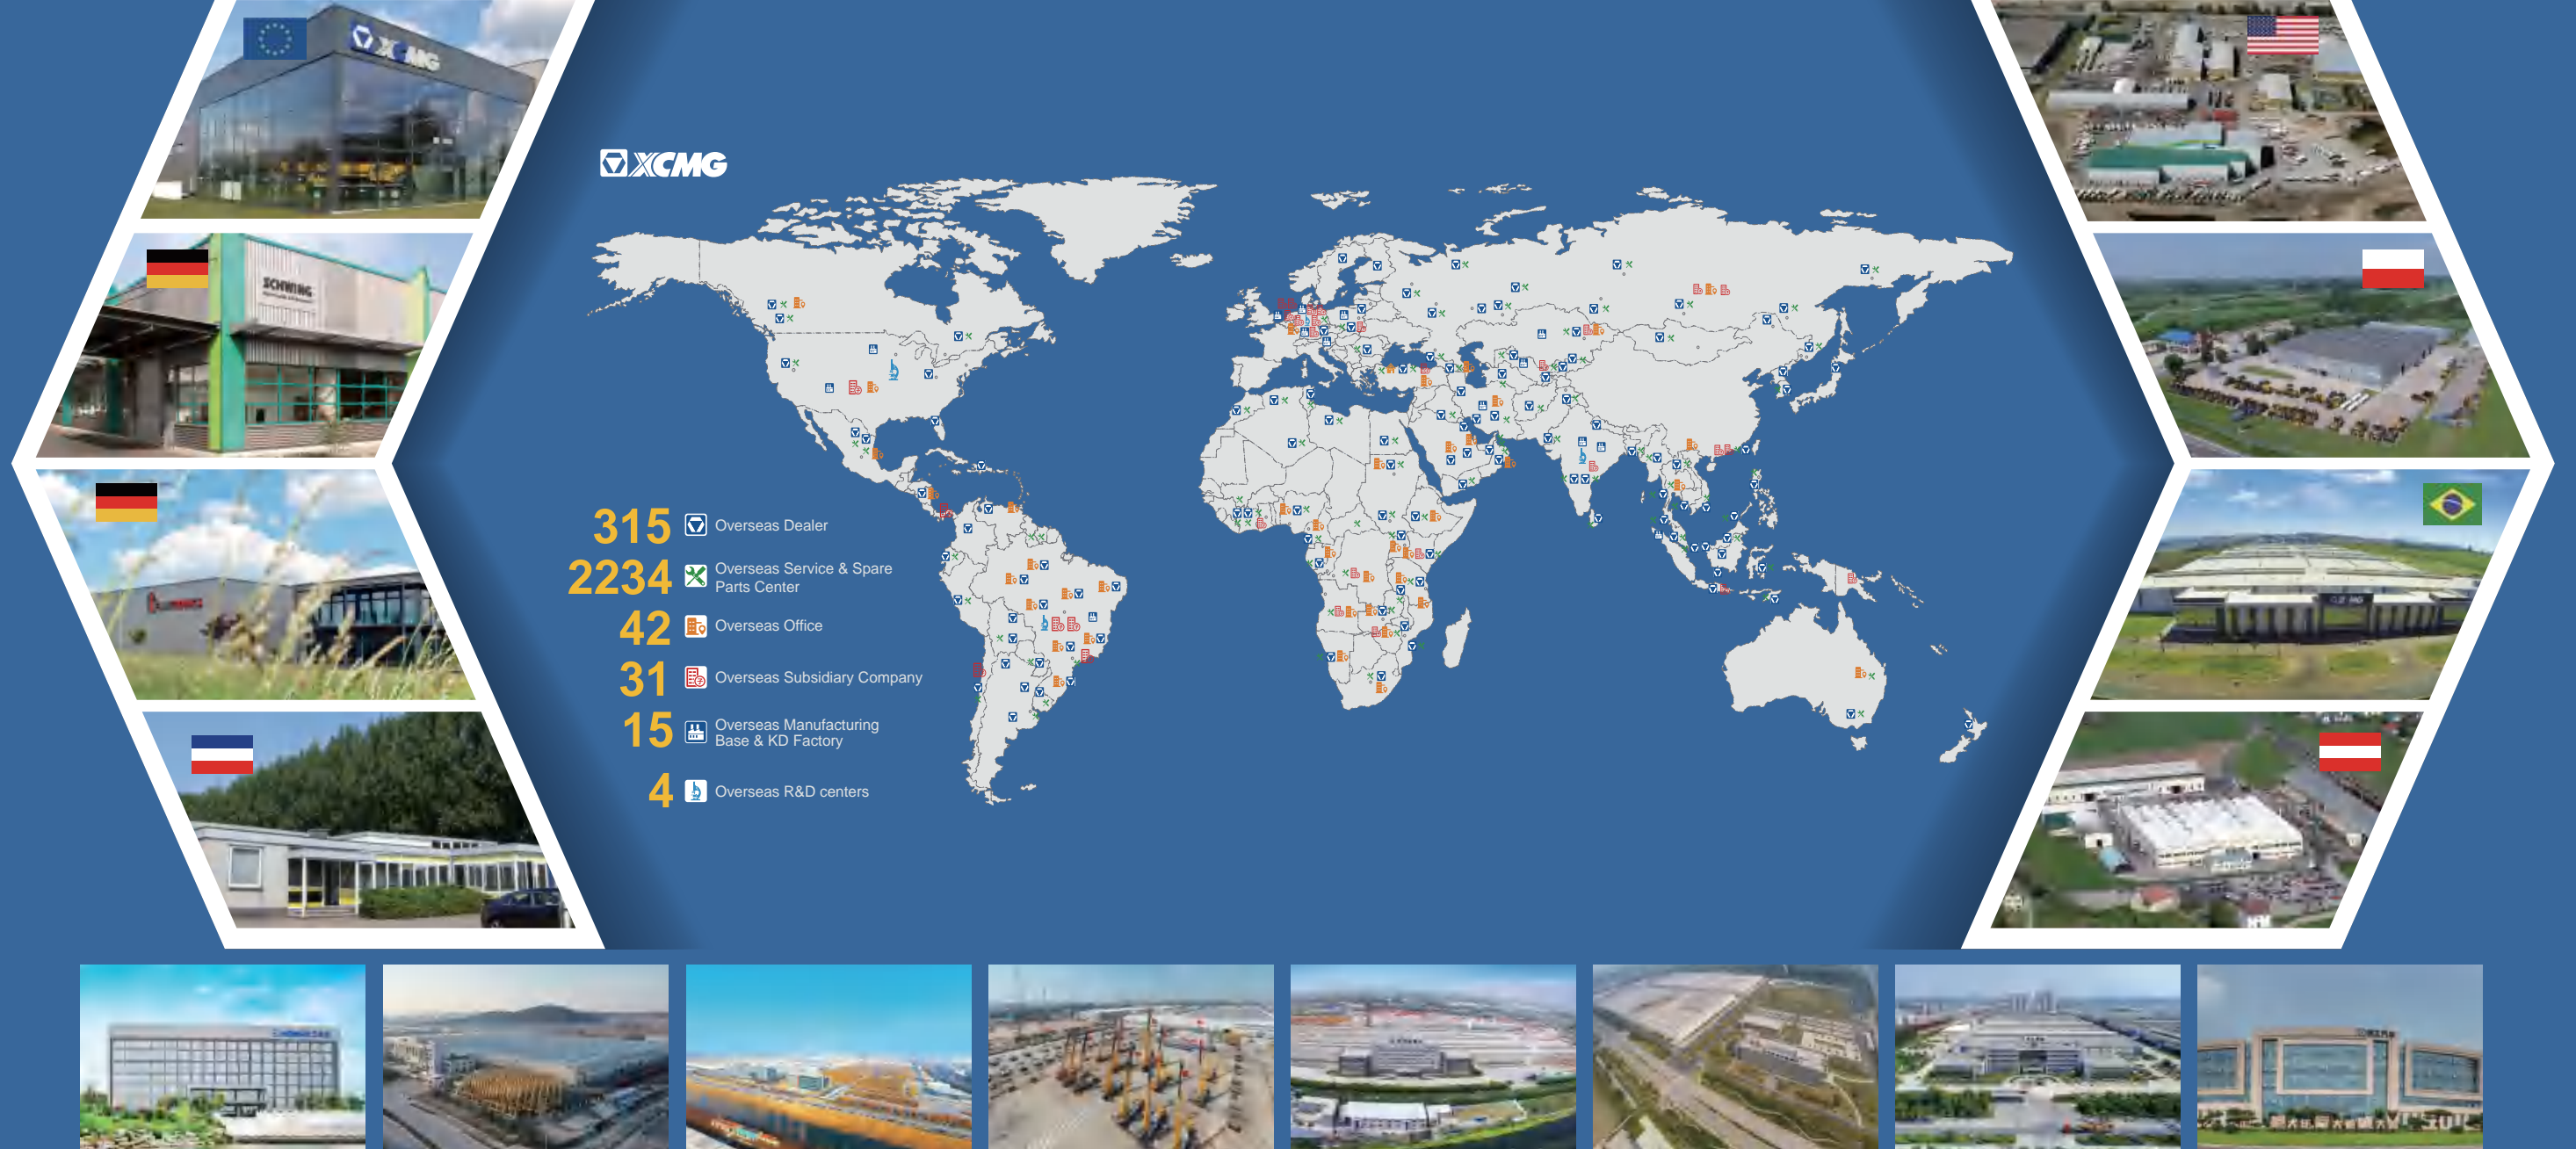 XCMG
SCHWING
XCMG
315 Overseas Dealer
2234 Overseas Service & Spare
Parts Center
42 Overseas Office
31 Overseas Subsidiary Company
15 Overseas Manufacturing
Base & KD Factory
4 Overseas R&D centers